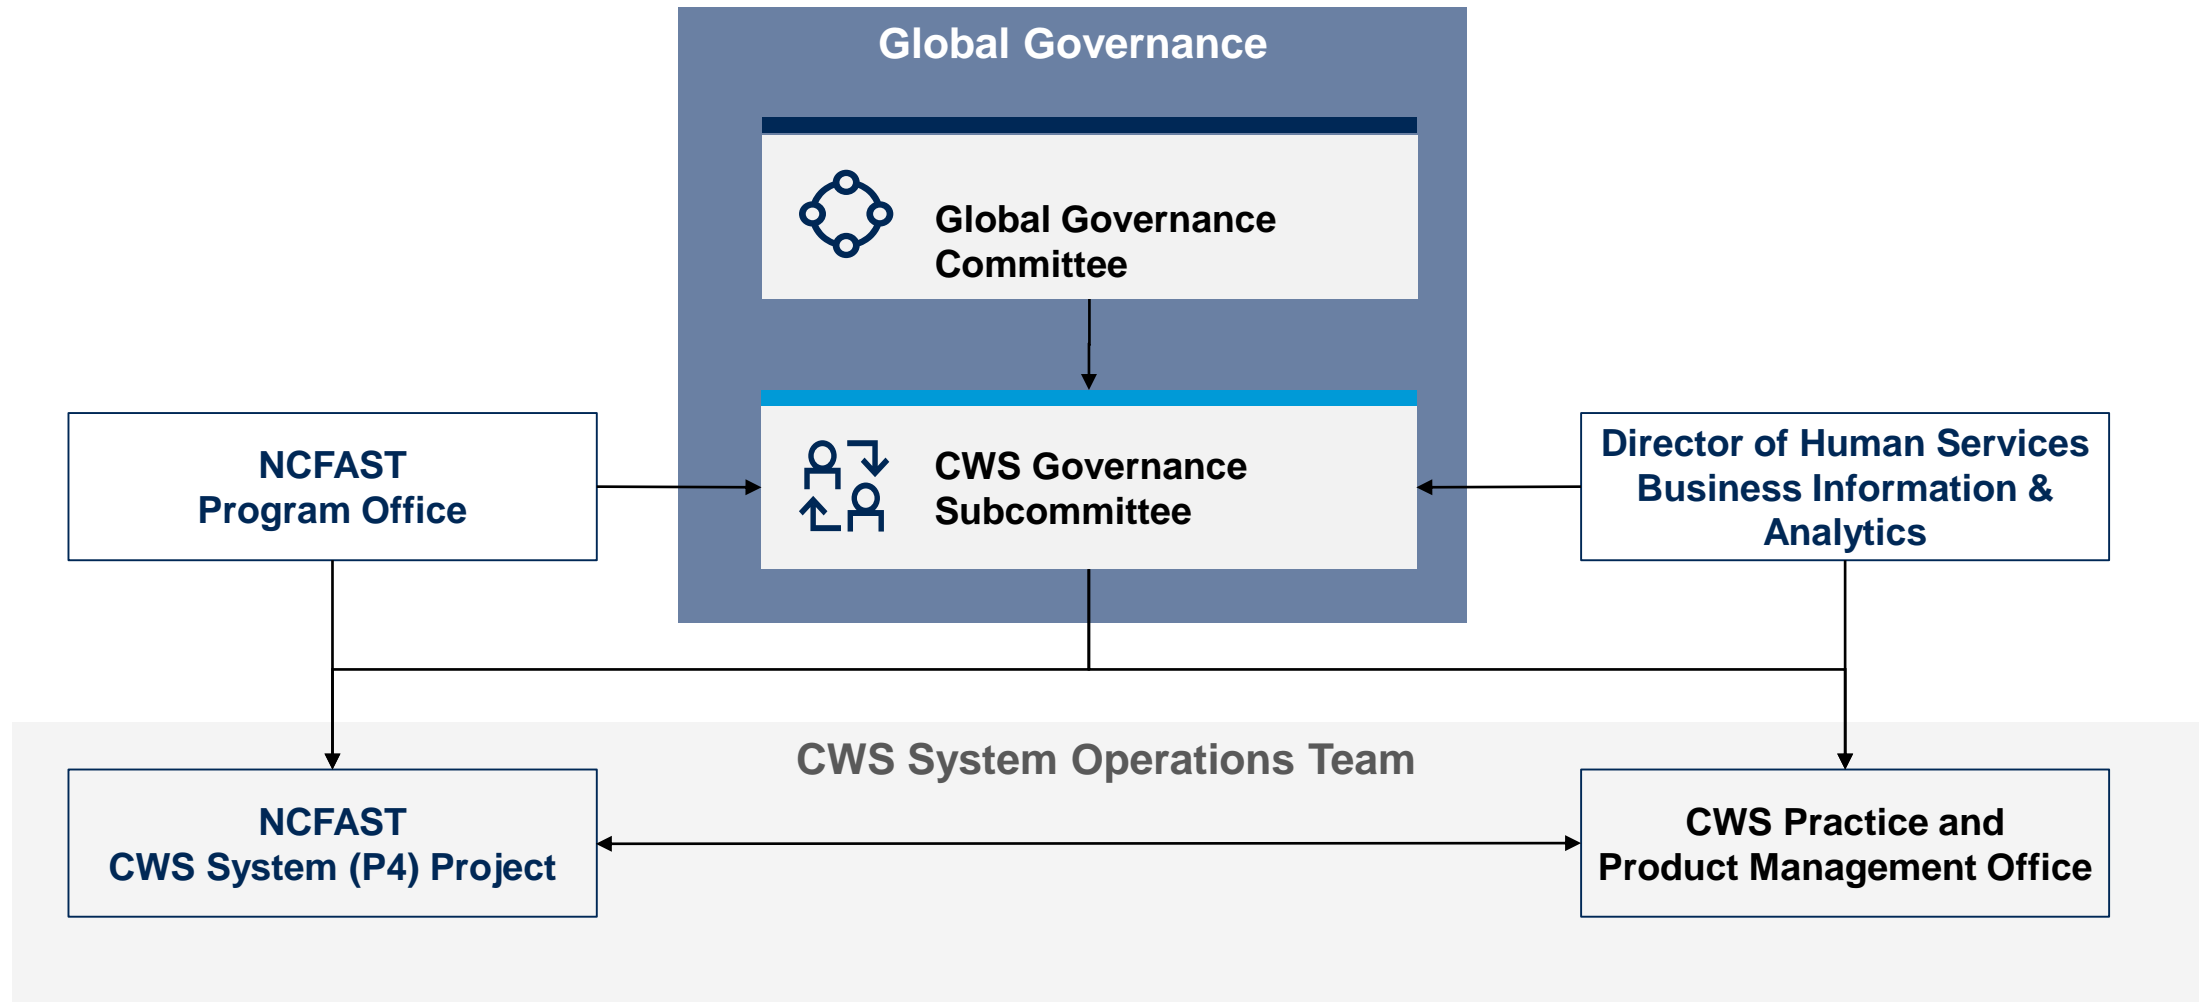 Global Governance
Global Governance
Committee
NCFAST
Program Office
CWS Governance
Subcommittee
Director of Human Services
Business Information &
Analytics
CWS System Operations Team
NCFAST
CWS System (P4) Project
CWS Practice and
Product Management Office